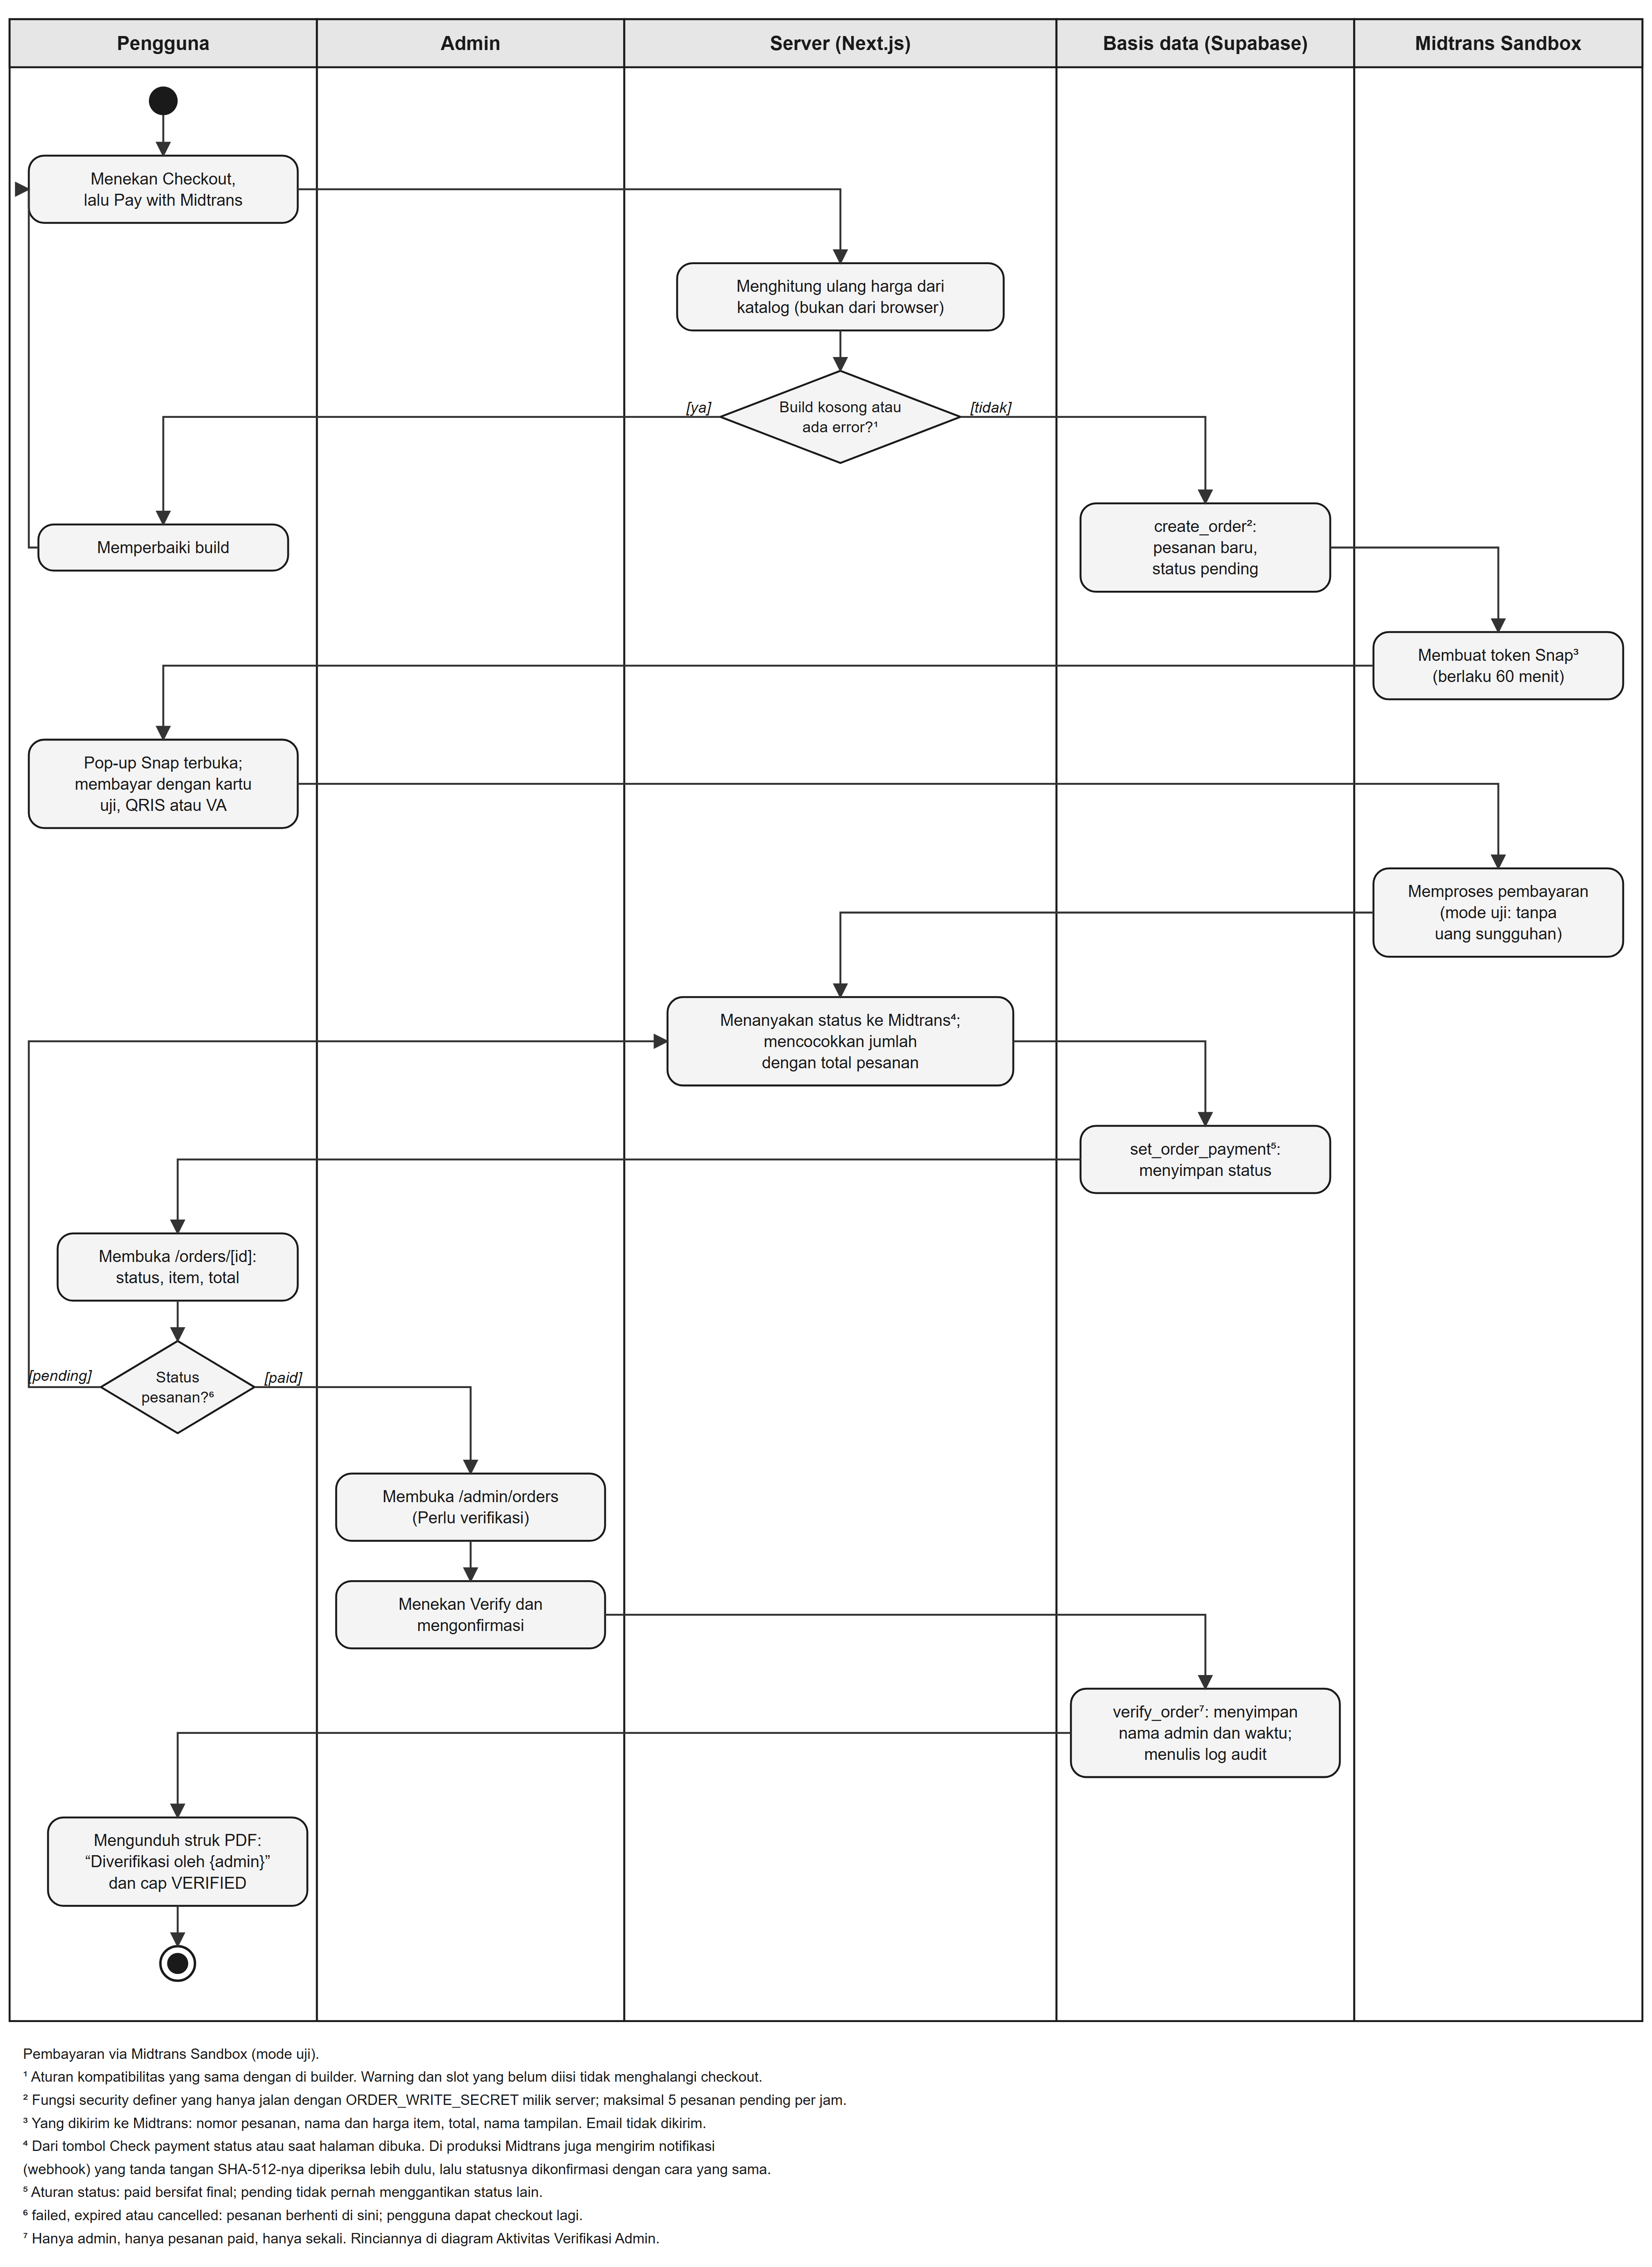 Pengguna
Admin
Server (Next.js)
Basis data (Supabase)
Midtrans Sandbox
Menekan Checkout,
lalu Pay with Midtrans
Menghitung ulang harga dari
katalog (bukan dari browser)
Build kosong atau
ada error?¹
[ya]
[tidak]
Memperbaiki build
create_order²:
pesanan baru,
status pending
Membuat token Snap³
(berlaku 60 menit)
Pop-up Snap terbuka;
membayar dengan kartu
uji, QRIS atau VA
Memproses pembayaran
(mode uji: tanpa
uang sungguhan)
Menanyakan status ke Midtrans⁴;
mencocokkan jumlah
dengan total pesanan
set_order_payment⁵:
menyimpan status
Membuka /orders/[id]:
status, item, total
Status
pesanan?⁶
[pending]
[paid]
Membuka /admin/orders
(Perlu verifikasi)
Menekan Verify dan
mengonfirmasi
verify_order⁷: menyimpan
nama admin dan waktu;
menulis log audit
Mengunduh struk PDF:
“Diverifikasi oleh {admin}”
dan cap VERIFIED
Pembayaran via Midtrans Sandbox (mode uji).
¹ Aturan kompatibilitas yang sama dengan di builder. Warning dan slot yang belum diisi tidak menghalangi checkout.
² Fungsi security definer yang hanya jalan dengan ORDER_WRITE_SECRET milik server; maksimal 5 pesanan pending per jam.
³ Yang dikirim ke Midtrans: nomor pesanan, nama dan harga item, total, nama tampilan. Email tidak dikirim.
⁴ Dari tombol Check payment status atau saat halaman dibuka. Di produksi Midtrans juga mengirim notifikasi
(webhook) yang tanda tangan SHA-512-nya diperiksa lebih dulu, lalu statusnya dikonfirmasi dengan cara yang sama.
⁵ Aturan status: paid bersifat final; pending tidak pernah menggantikan status lain.
⁶ failed, expired atau cancelled: pesanan berhenti di sini; pengguna dapat checkout lagi.
⁷ Hanya admin, hanya pesanan paid, hanya sekali. Rinciannya di diagram Aktivitas Verifikasi Admin.